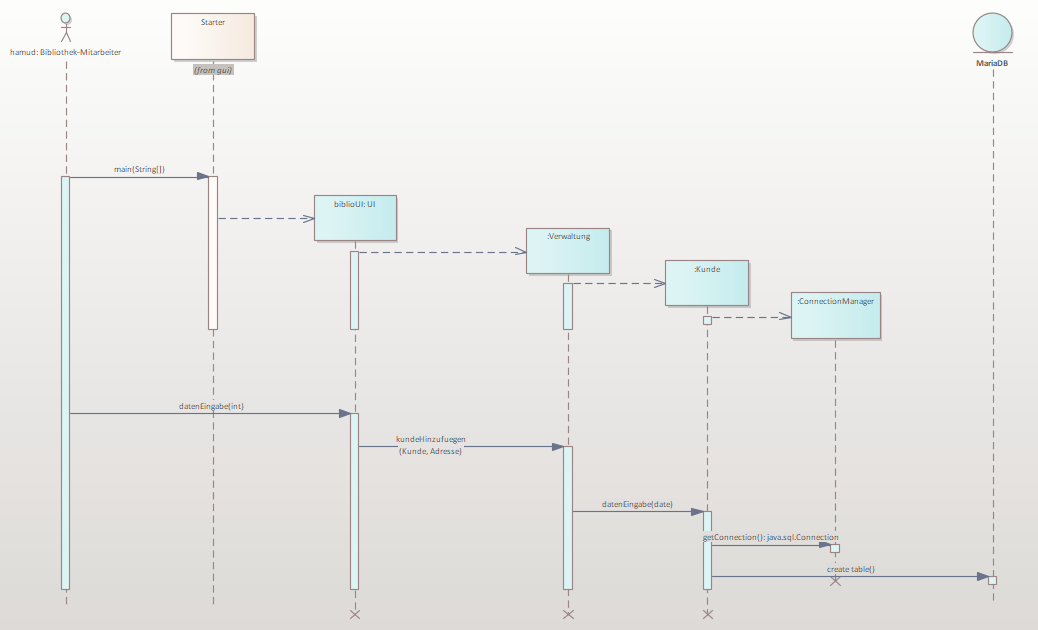 Starter
hamud: Bibliothek-Mitarbeiter
(from gui)
MariaDB
main(String[])
biblioUI: UI
:Verwaltung
:Kunde
:ConnectionManager
datenEingabe(int)
kundeHinzufuegen
(Kunde, Adresse)
datenEingabe(date)
getConnection(): java.sql.Connection
create table()